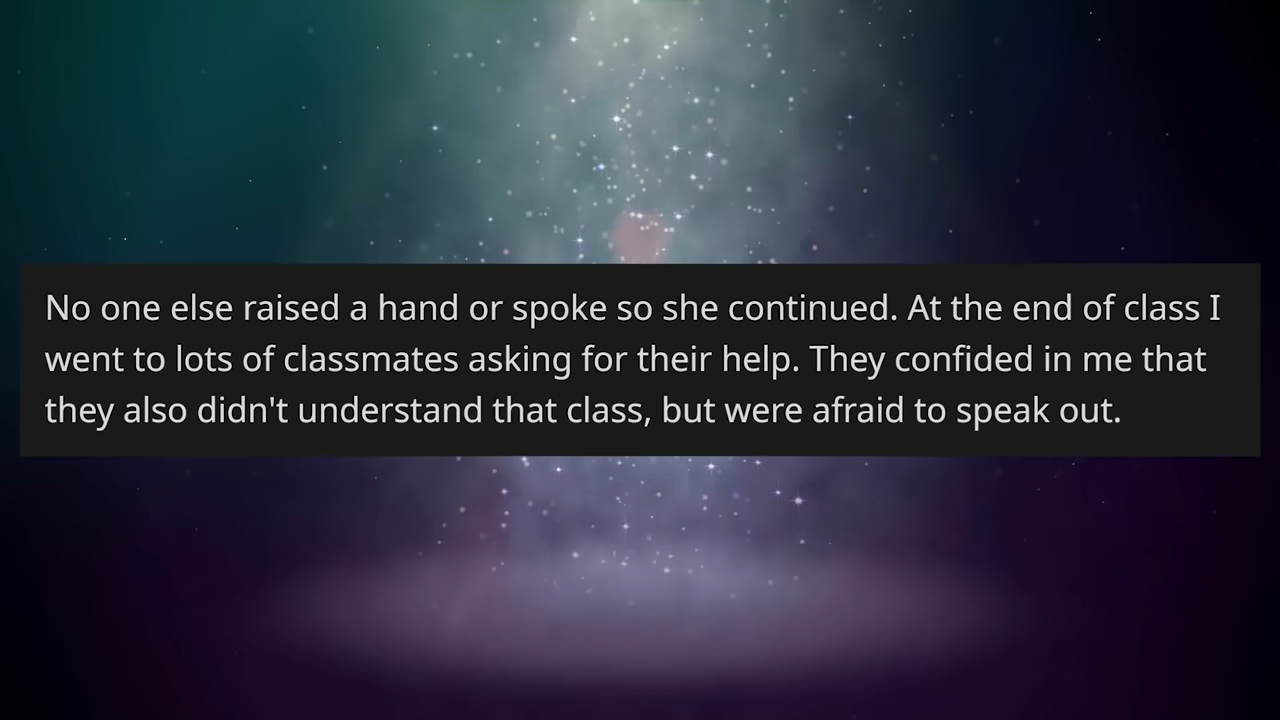 No one else raised a hand or spoke so she continued. At the end of class I
went to lots of classmates asking for their help. They confided in me that
they also didn't understand that class, but were afraid to speak out.